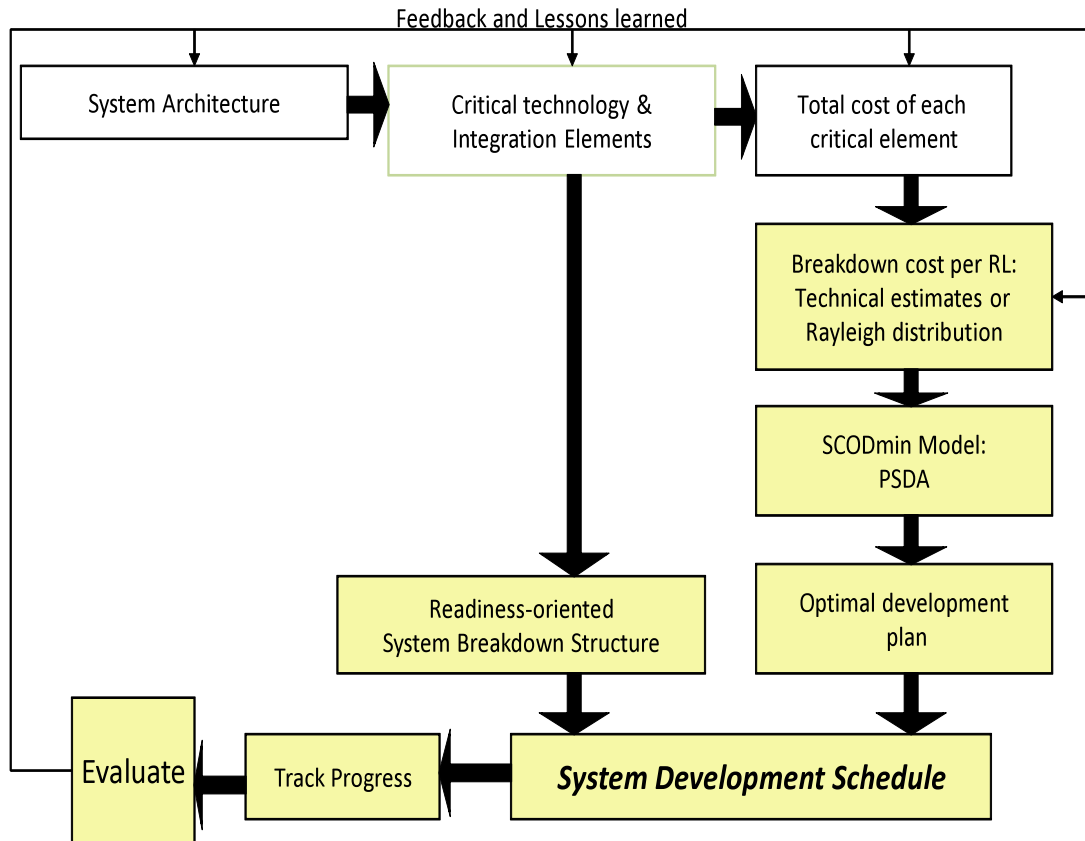 Feedback and Lessons learned
System Architecture
Critical technology &
Integration Elements
Total cost of each
critical element
Breakdown cost per RL:
Technical estimates or
Rayleigh distribution
SCODmin Model:
PSDA
Readiness-oriented
System Breakdown Structure
Optimal development
plan
Evaluate
Track Progress
System Development Schedule